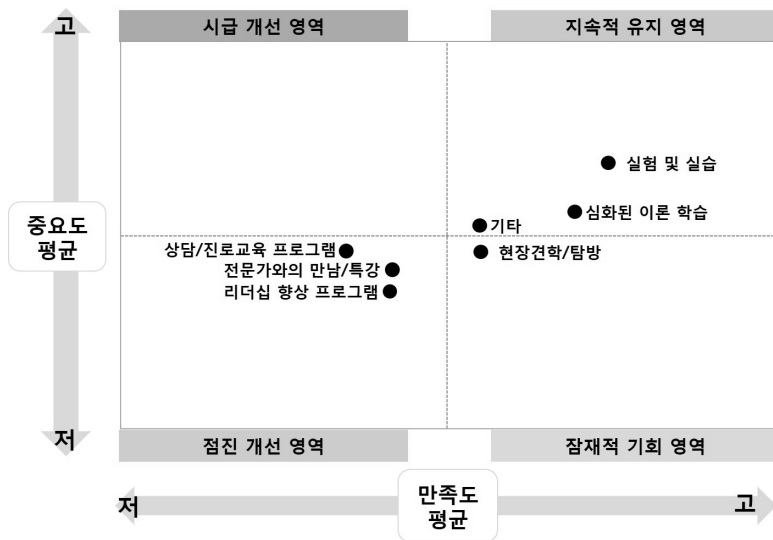 고
시급 개선 영역
지속적 유지 영역
실험 및 실습
심화된 이론 학습
기타
중요도
평균
상담/진로교육 프로그램
현장견학/탐방
전문가와의 만남/특강
리더십 향상 프로그램
저
점진 개선 영역
잠재적 기회 영역
저
만족도
평균
고